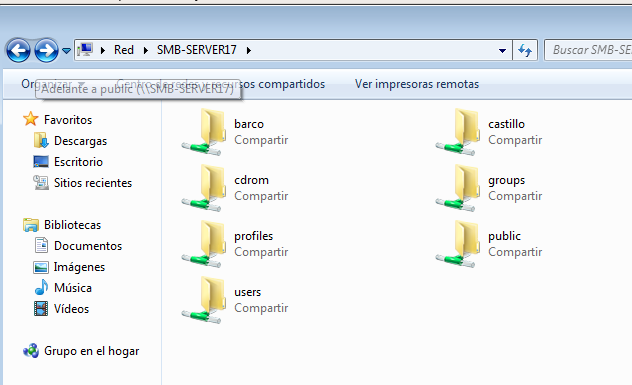 Red ▸ SMB-SERVER17 ▸
Buscar SMB-SE
Organizar Centro de redes y recursos compartidos Ver impresoras remotas
Adelante a public (\\SMB-SERVER17)
Favoritos
Descargas
Escritorio
Sitios recientes
Bibliotecas
Documentos
Imágenes
Música
Vídeos
Grupo en el hogar
barco
Compartir
castillo
Compartir
cdrom
Compartir
groups
Compartir
profiles
Compartir
public
Compartir
users
Compartir